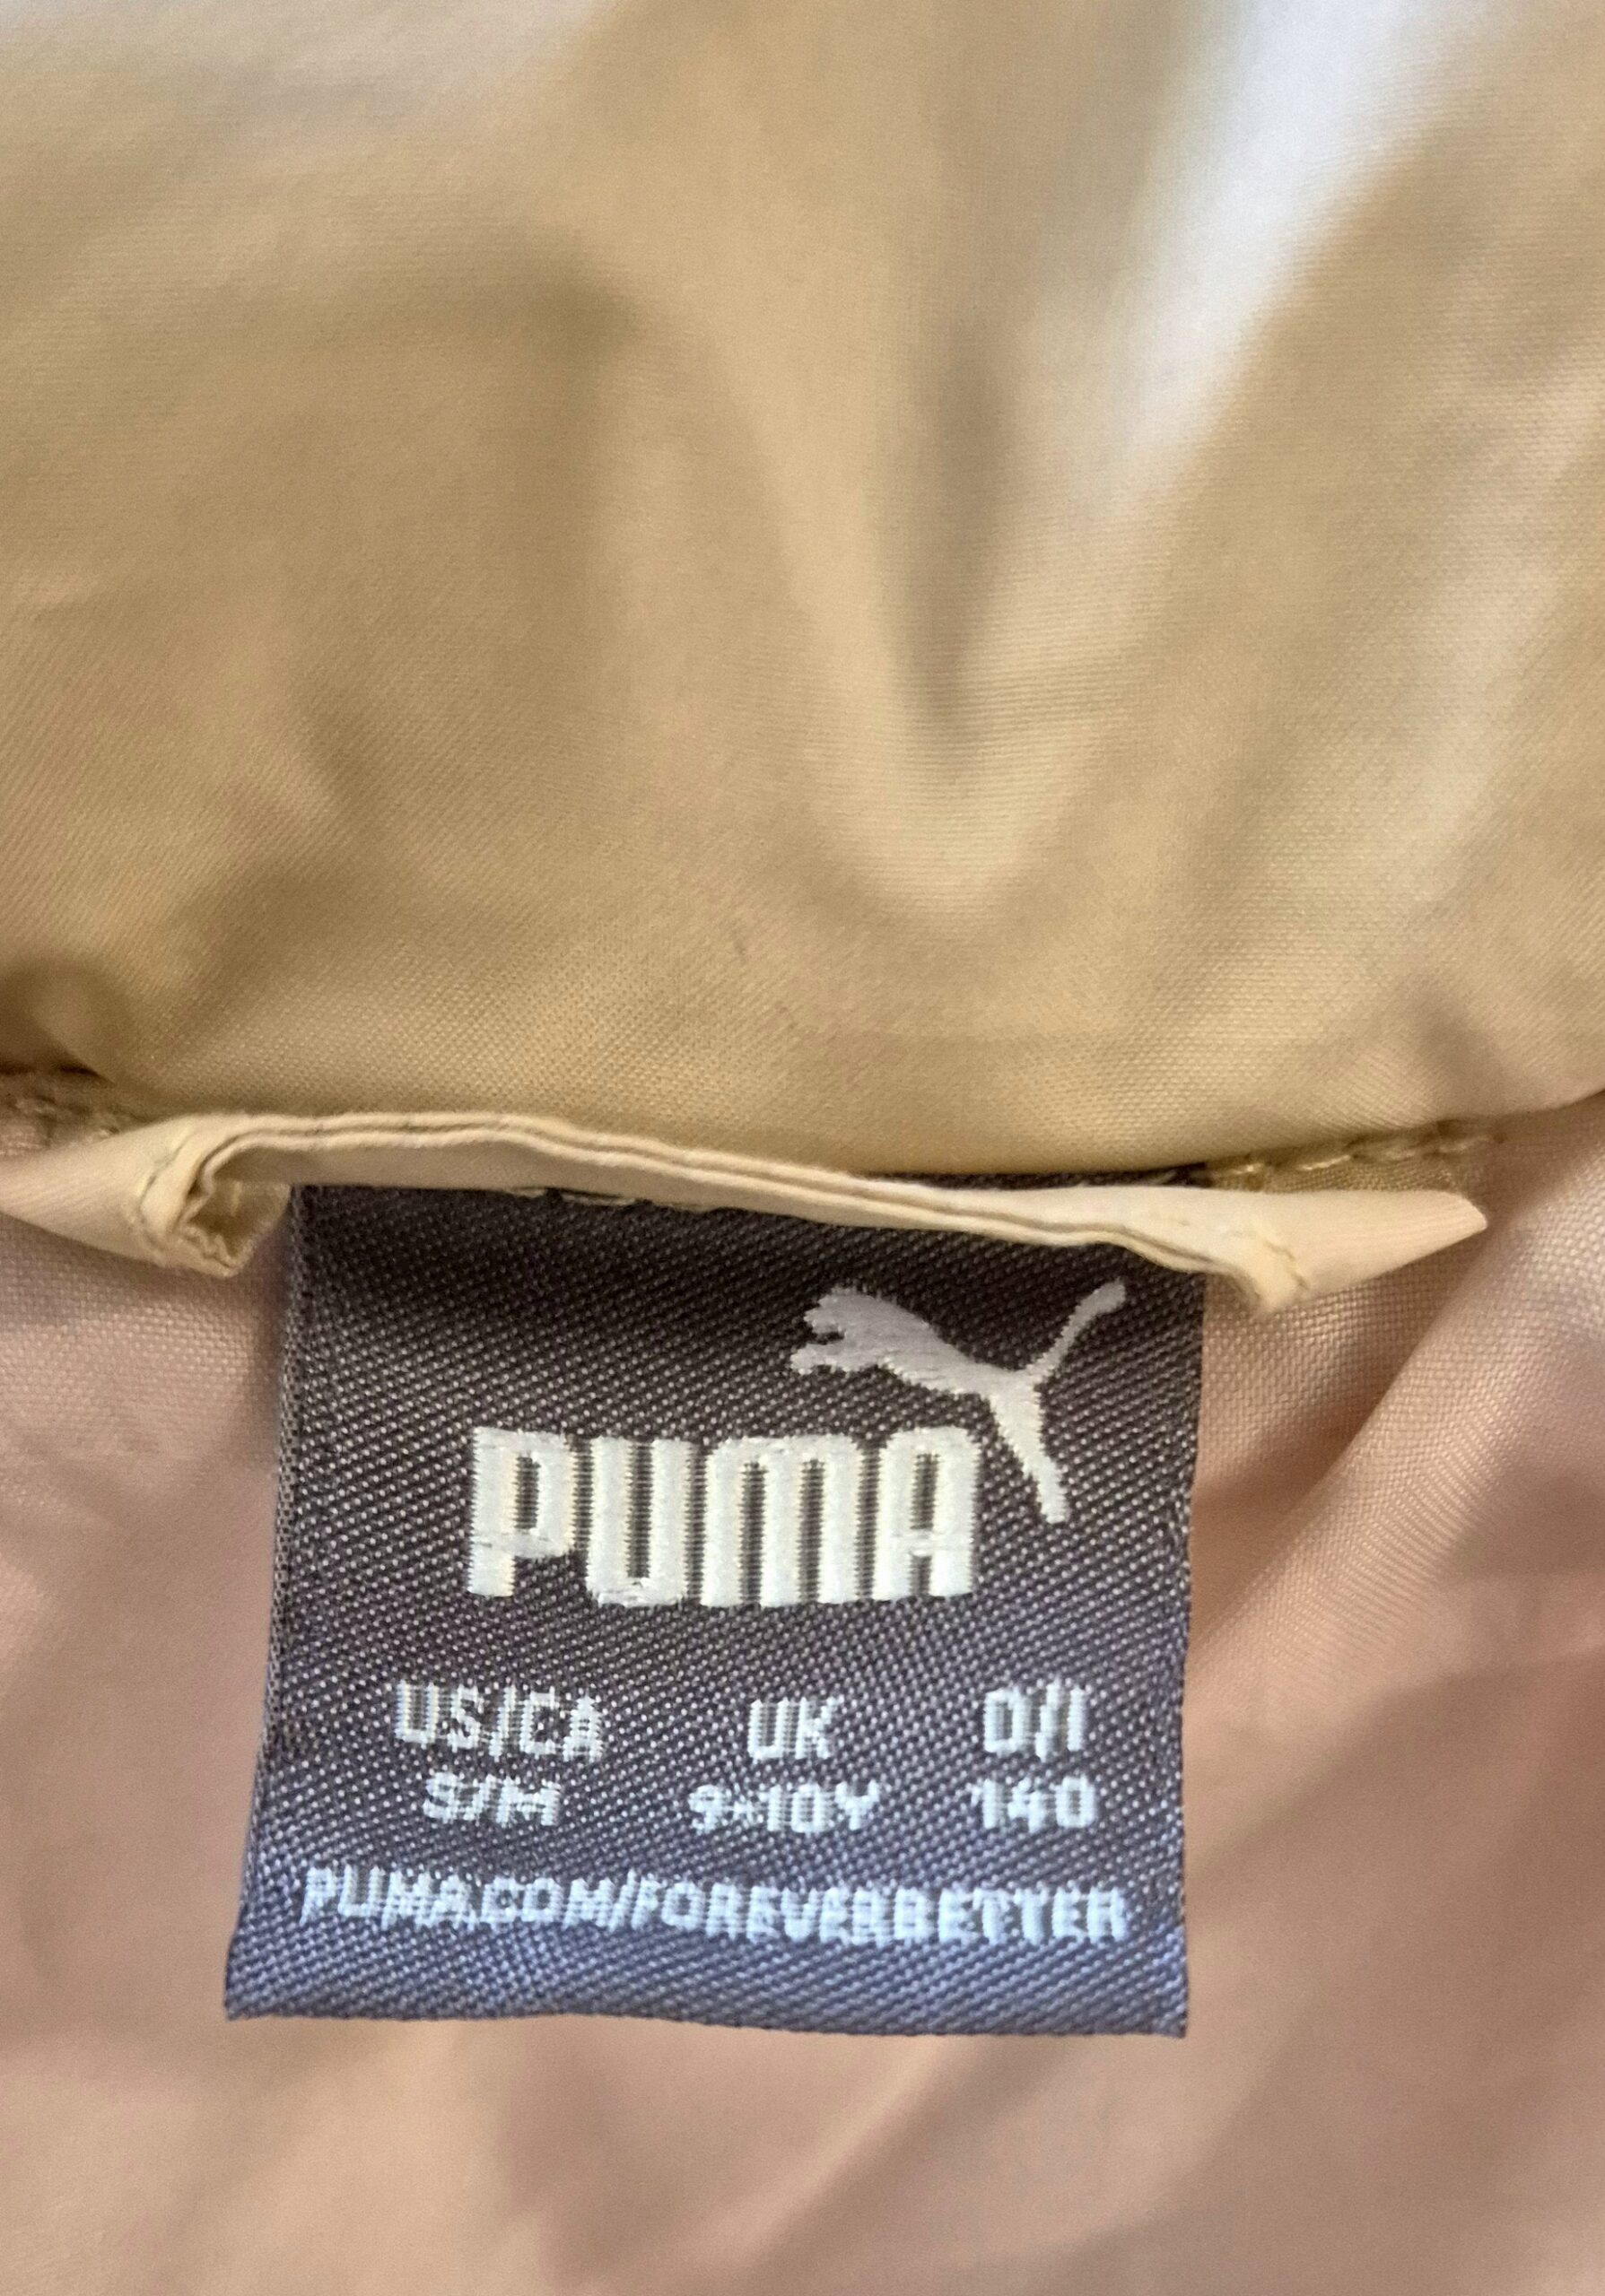 PUMA
US/CA UK D/I
S/M 9-10Y 140
PUMA.COM/FOREVERBETTER